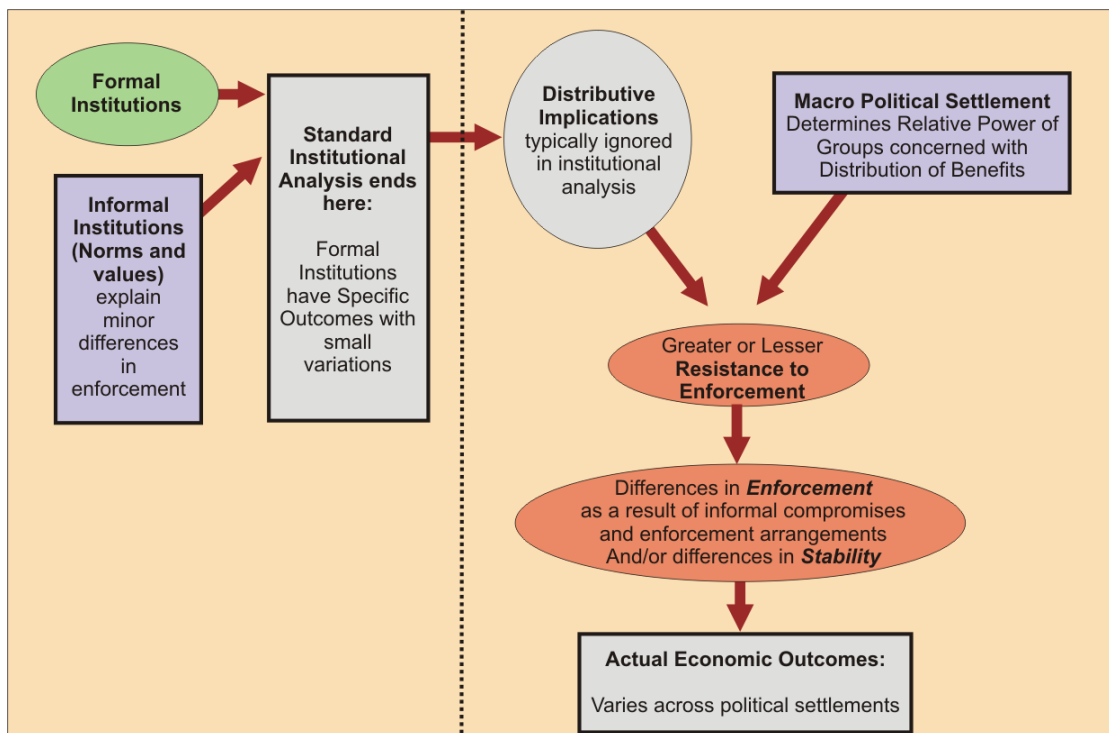 Formal
Institutions
Informal
Institutions
(Norms and
values)
explain
minor
differences
in
enforcement
Standard
Institutional
Analysis ends
here:
Formal
Institutions
have Specific
Outcomes with
small
variations
Distributive
Implications
typically ignored
in institutional
analysis
Macro Political Settlement
Determines Relative Power of
Groups concerned with
Distribution of Benefits
Greater or Lesser
Resistance to
Enforcement
Differences in Enforcement
as a result of informal compromises
and enforcement arrangements
And/or differences in Stability
Actual Economic Outcomes:
Varies across political settlements